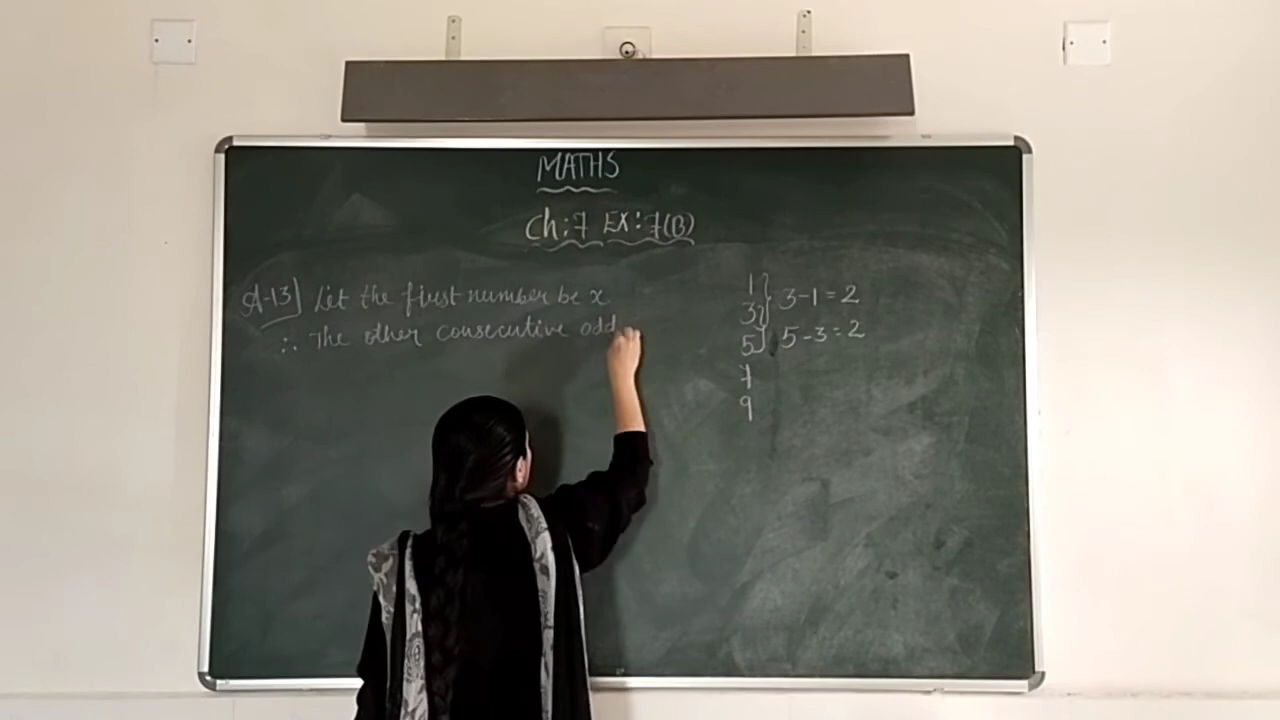 MATHS
Ch:7 EX:7(B)
A-13] Let the first number be x
∴ The other consecutive odd
1
3
5
7
9
3-1=2
5-3=2